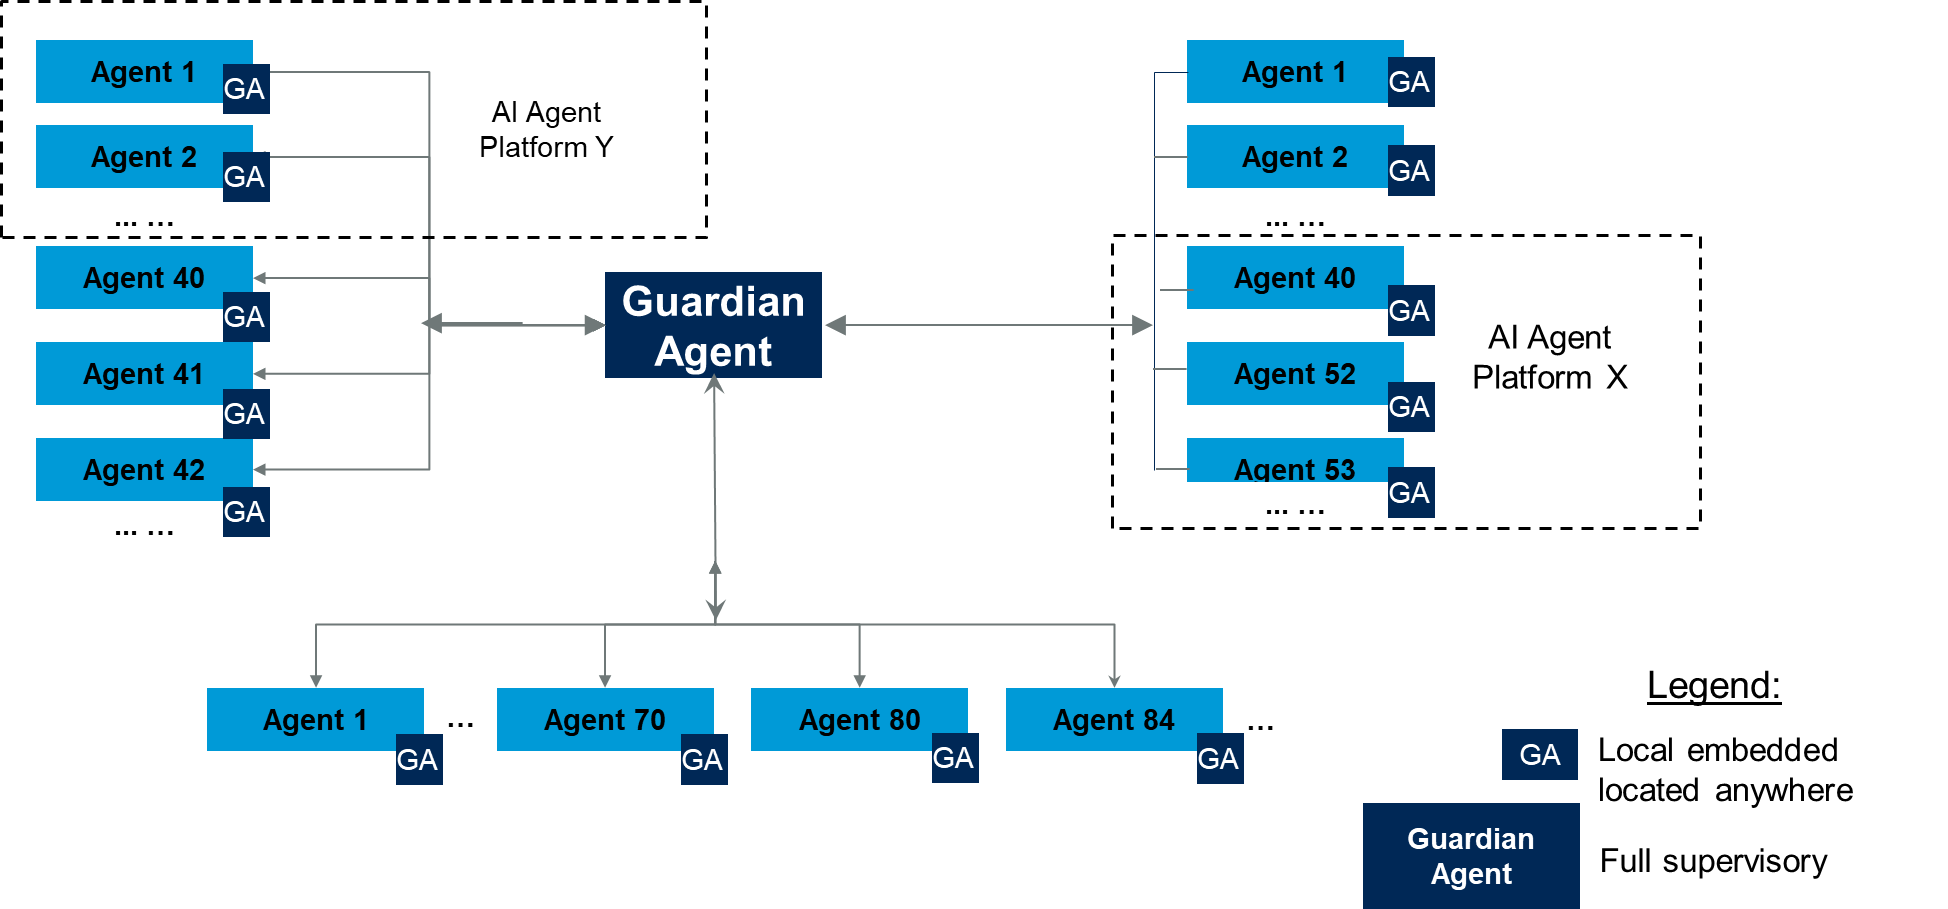 Agent 1
GA
Agent 2
GA
... ...
AI Agent
Platform Y
Agent 40
GA
Agent 41
GA
Agent 42
GA
... ...
Guardian
Agent
Agent 1
GA
Agent 2
GA
... ...
Agent 40
GA
Agent 52
GA
Agent 53
GA
... ...
AI Agent
Platform X
Agent 1
GA
...
Agent 70
GA
Agent 80
GA
Agent 84
GA
...
Legend:
GA
Local embedded
located anywhere
Guardian
Agent
Full supervisory